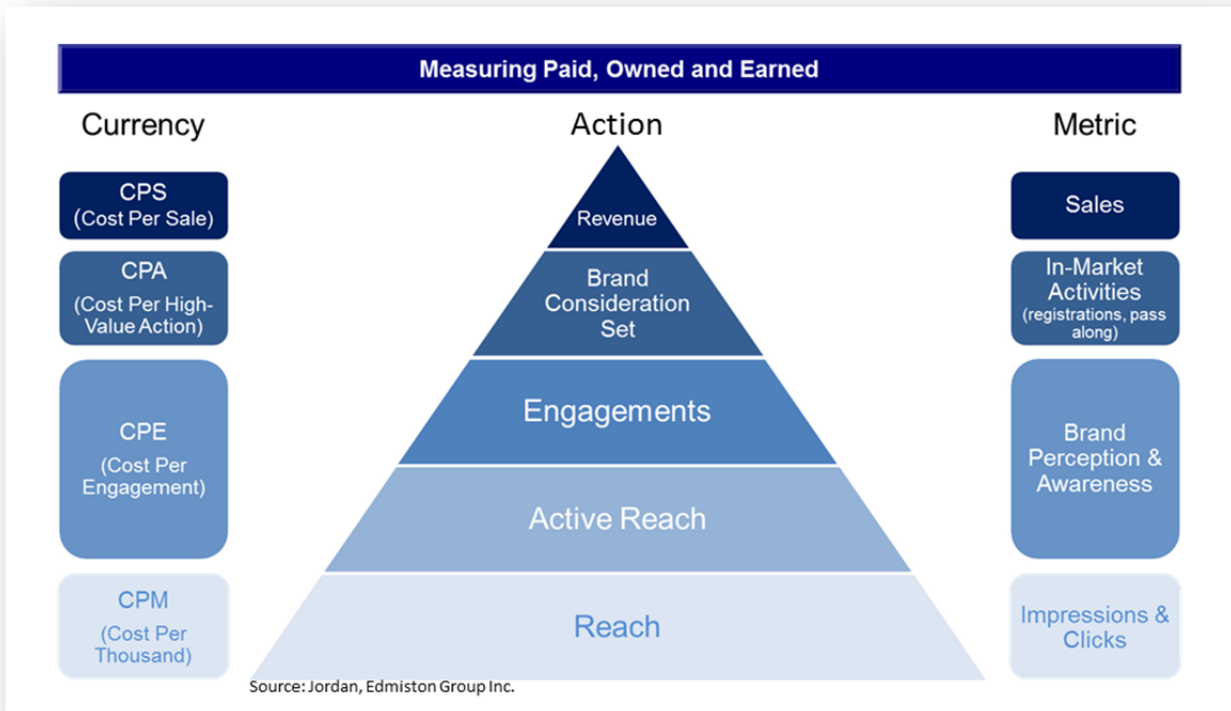 Measuring Paid, Owned and Earned
Currency
Action
Metric
CPS
(Cost Per Sale)
Revenue
Sales
CPA
(Cost Per High-
Value Action)
Brand
Consideration
Set
In-Market
Activities
(registrations, pass
along)
CPE
(Cost Per
Engagement)
Engagements
Active Reach
Brand
Perception &
Awareness
CPM
(Cost Per
Thousand)
Reach
Impressions &
Clicks
Source: Jordan, Edmiston Group Inc.